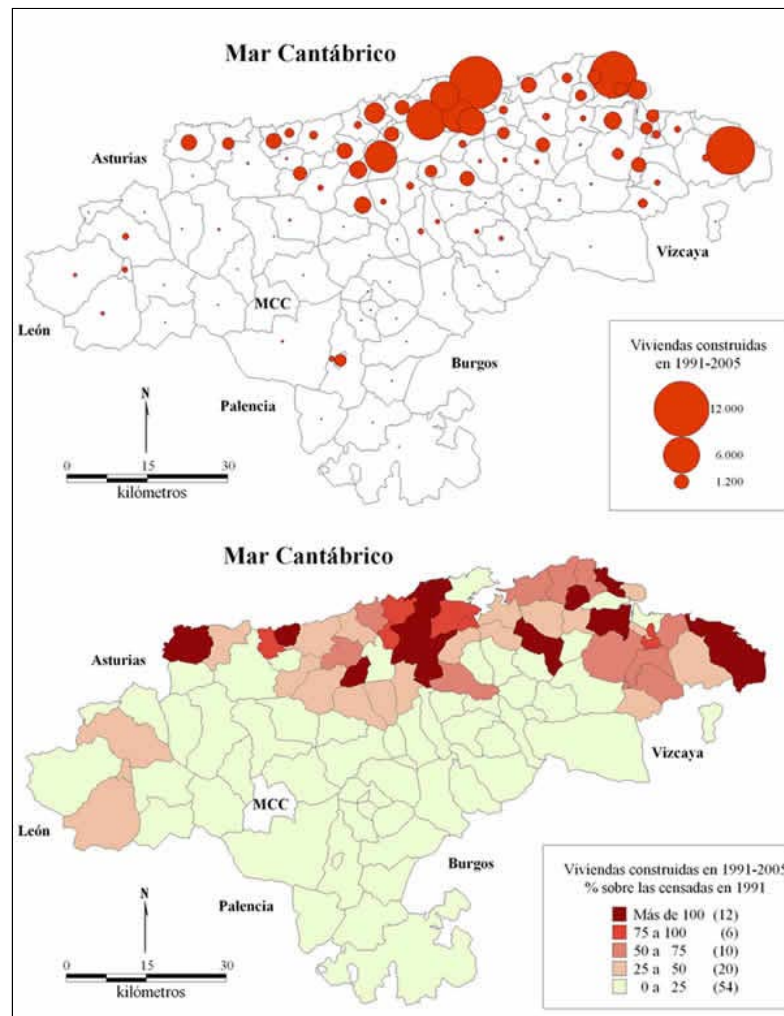 Mar Cantábrico
Asturias
Vizcaya
MCC
León
Burgos
Palencia
N
0 15 30
kilómetros
Viviendas construidas
en 1991-2005
12.000
6.000
1.200
Mar Cantábrico
Asturias
Vizcaya
MCC
León
Burgos
Palencia
N
0 15 30
kilómetros
Viviendas construidas en 1991-2005
% sobre las censadas en 1991
Más de 100 (12)
75 a 100 (6)
50 a 75 (10)
25 a 50 (20)
0 a 25 (54)